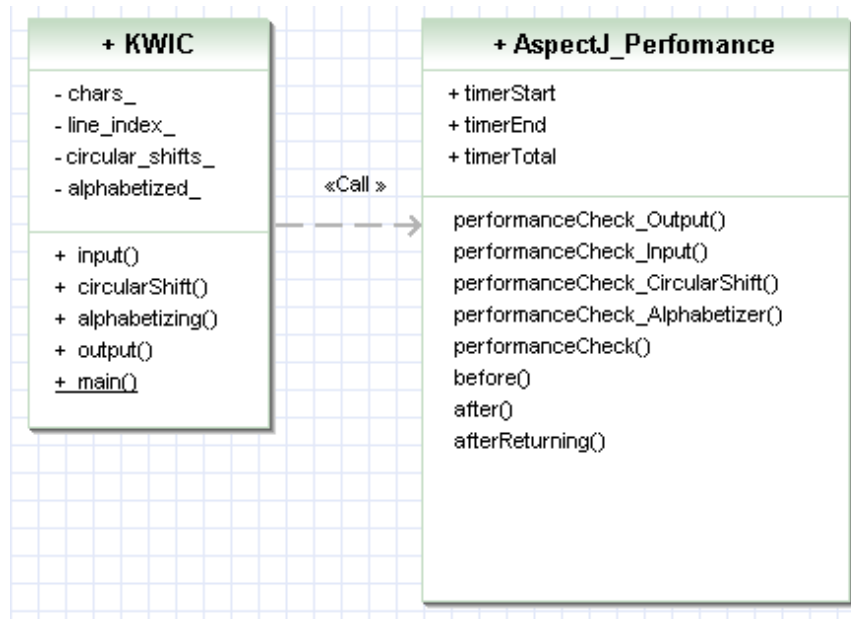 + KWIC
- chars_
- line_index_
- circular_shifts_
- alphabetized_
+ input()
+ circularShift()
+ alphabetizing()
+ output()
+ main()
«Call »
+ AspectJ_Perfomance
+ timerStart
+ timerEnd
+ timerTotal
performanceCheck_Output()
performanceCheck_Input()
performanceCheck_CircularShift()
performanceCheck_Alphabetizer()
performanceCheck()
before()
after()
afterReturning()